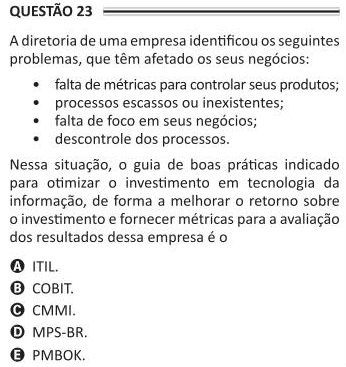 QUESTÃO 23
A diretoria de uma empresa identificou os seguintes
problemas, que têm afetado os seus negócios:
• falta de métricas para controlar seus produtos;
• processos escassos ou inexistentes;
• falta de foco em seus negócios;
• descontrole dos processos.
Nessa situação, o guia de boas práticas indicado
para otimizar o investimento em tecnologia da
informação, de forma a melhorar o retorno sobre
o investimento e fornecer métricas para a avaliação
dos resultados dessa empresa é o
A ITIL.
B COBIT.
C CMMI.
D MPS-BR.
E PMBOK.